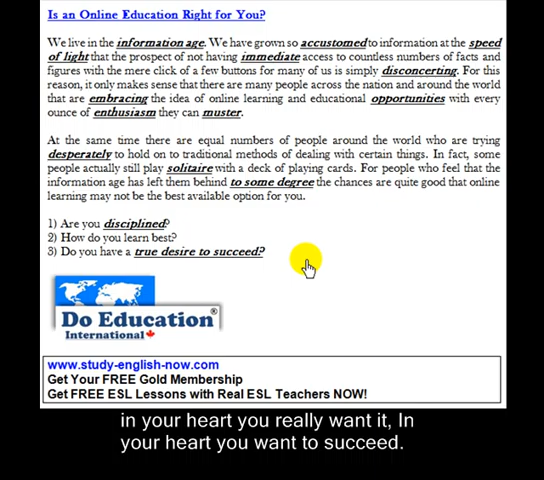 Is an Online Education Right for You?
We live in the information age. We have grown so accustomed to information at the speed
of light that the prospect of not having immediate access to countless numbers of facts and
figures with the mere click of a few buttons for many of us is simply disconcerting. For this
reason, it only makes sense that there are many people across the nation and around the world
that are embracing the idea of online learning and educational opportunities with every
ounce of enthusiasm they can muster.
At the same time there are equal numbers of people around the world who are trying
desperately to hold on to traditional methods of dealing with certain things. In fact, some
people actually still play solitaire with a deck of playing cards. For people who feel that the
information age has left them behind to some degree the chances are quite good that online
learning may not be the best available option for you.
1) Are you disciplined?
2) How do you learn best?
3) Do you have a true desire to succeed?
Do Education®
International
www.study-english-now.com
Get Your FREE Gold Membership
Get FREE ESL Lessons with Real ESL Teachers NOW!
in your heart you really want it, In
your heart you want to succeed.